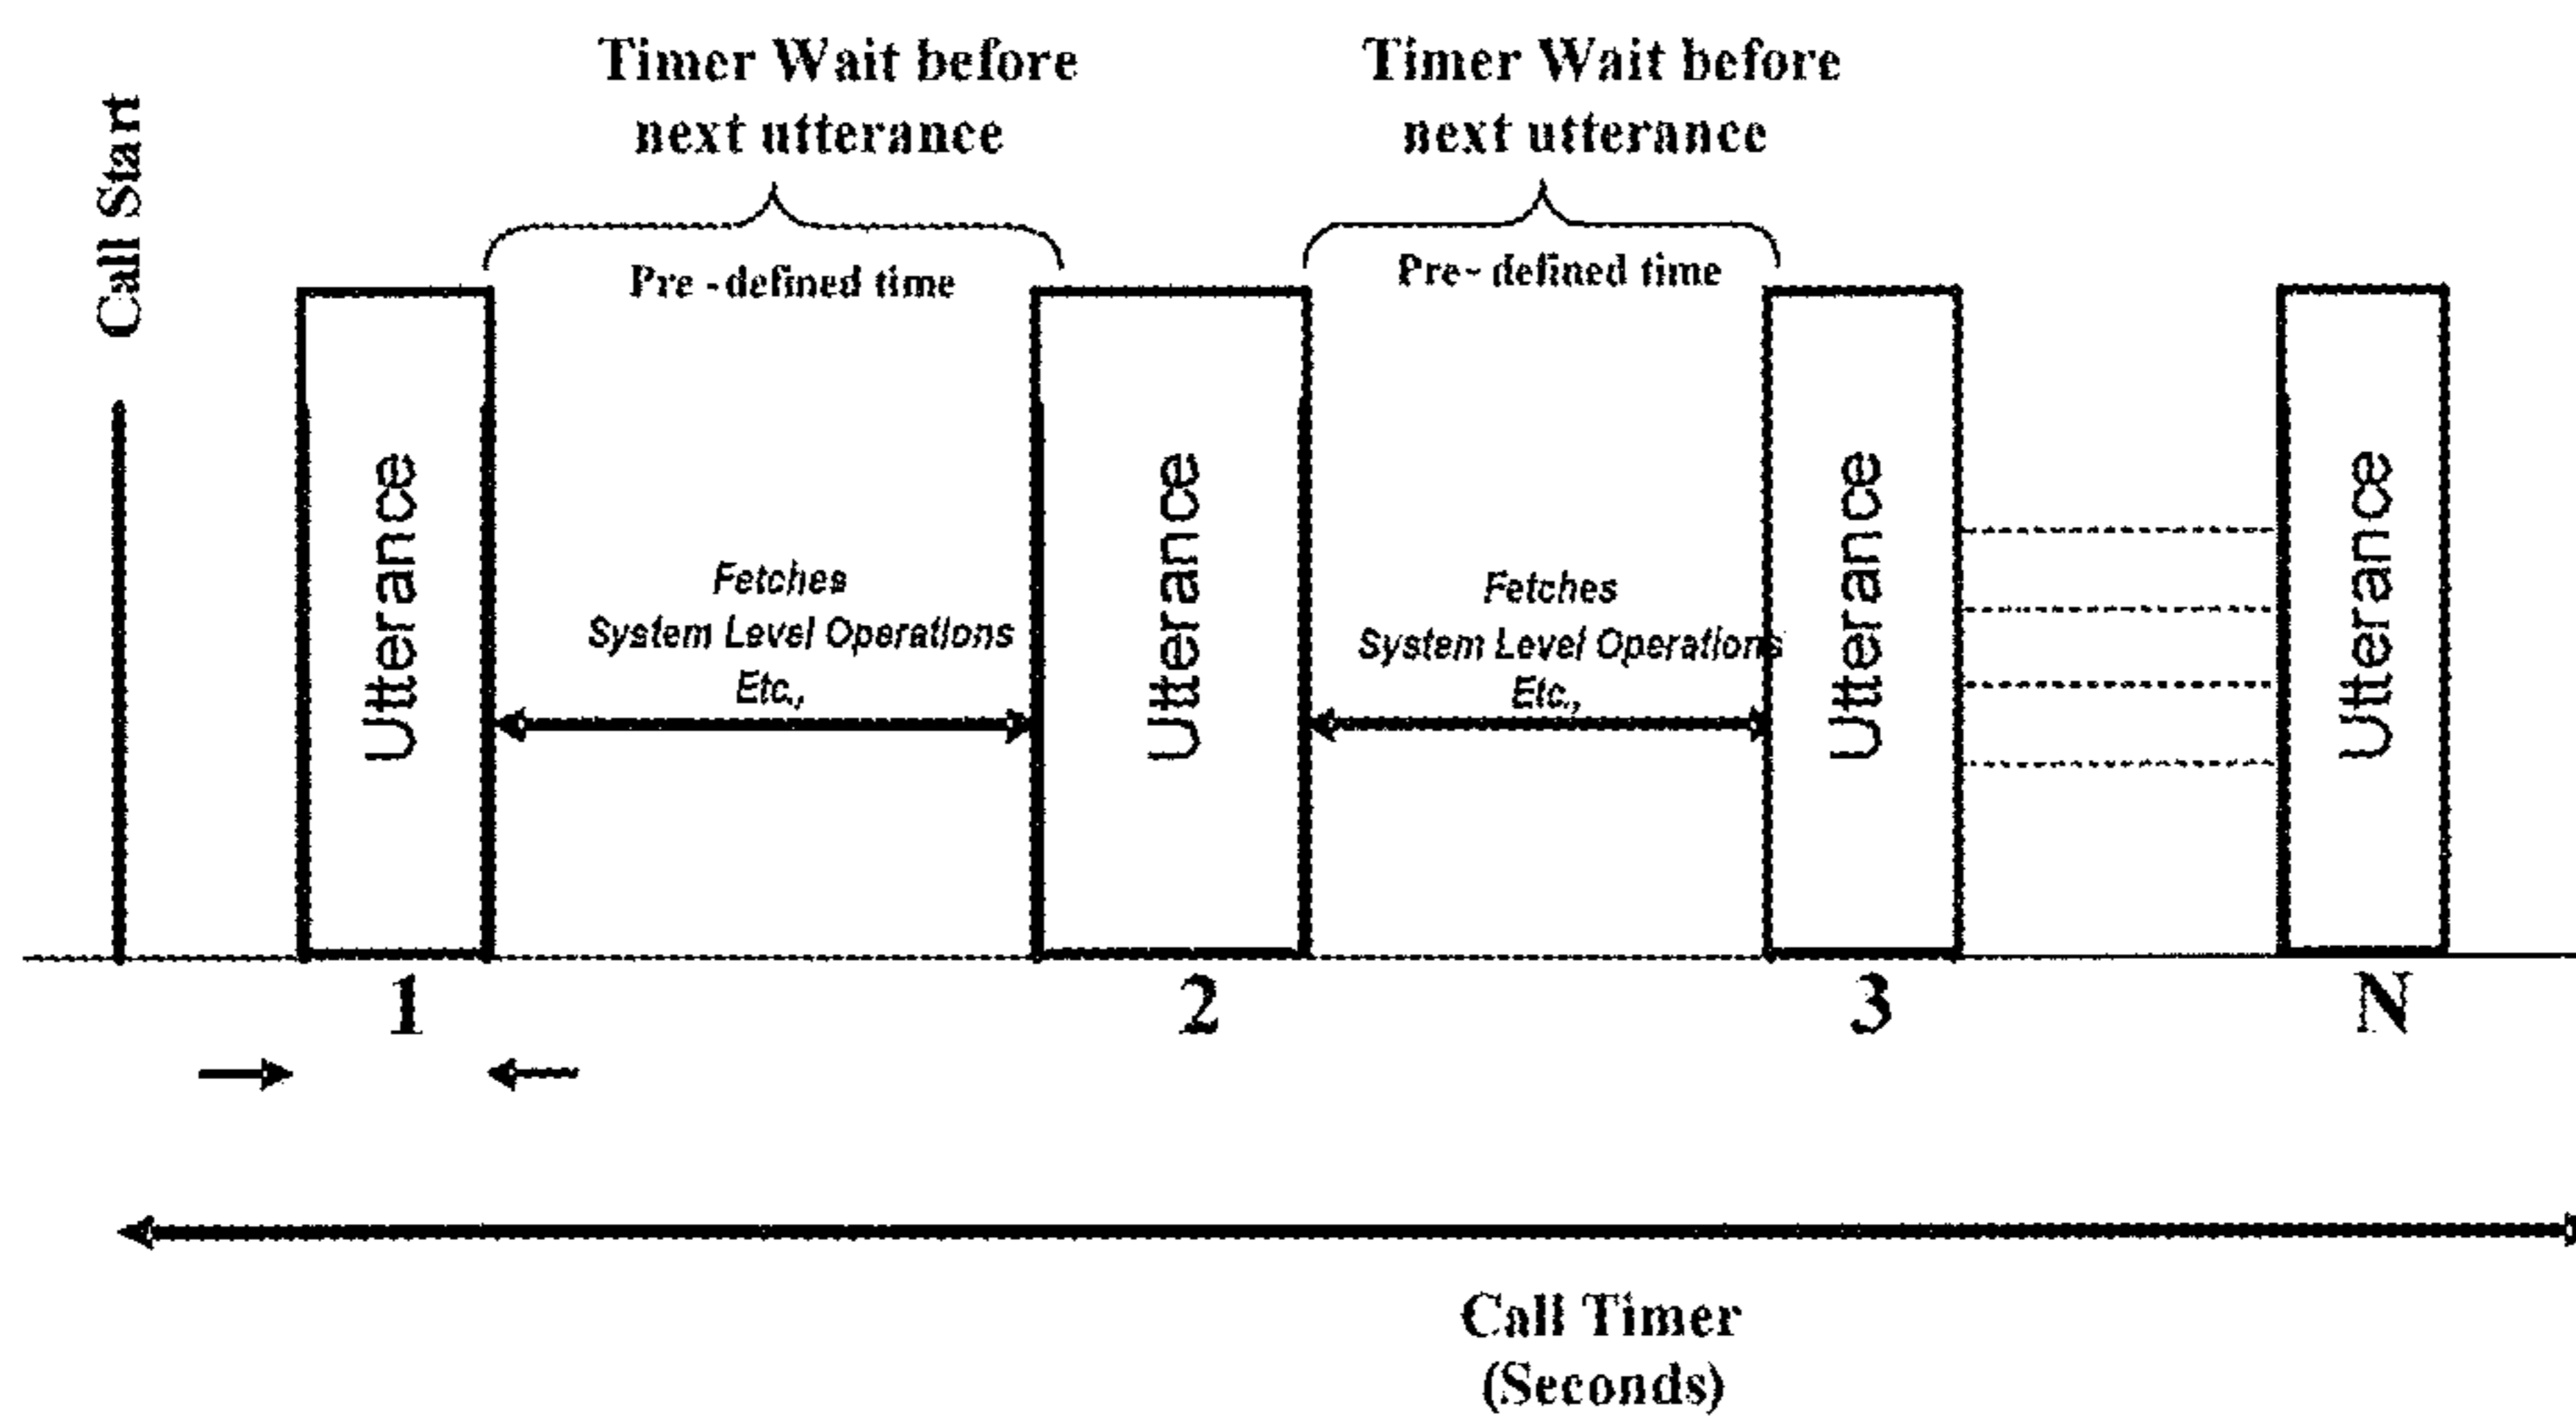 Call Start
Timer Wait before
next utterance
Timer Wait before
next utterance
Pre -defined time
Pre- defined time
Utterance
Fetches
System Level Operations
Etc.,
Utterance
Fetches
System Level Operations
Etc.,
Utterance
Utterance
1
2
3
N
Call Timer
(Seconds)